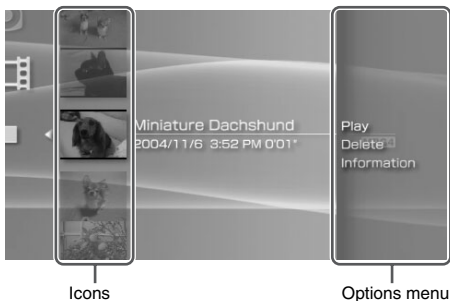 Miniature Dachshund
2004/11/6 3:52 PM 0'01"
Play
Delete
Information
Icons
Options menu